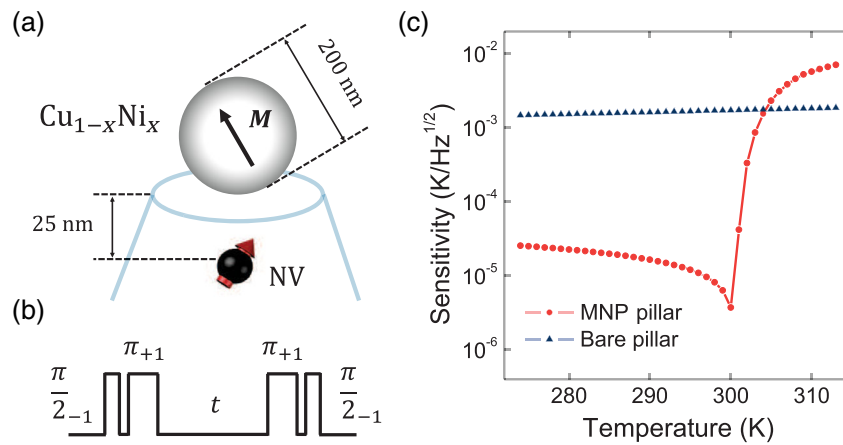 (a)
Cu₁₋ₓNiₓ
M
200 nm
25 nm
NV
(b)
π/2₋₁
π₊₁
t
π₊₁
π/2₋₁
(c)
Sensitivity (K/Hz^1/2)
10⁻²
10⁻³
10⁻⁴
10⁻⁵
10⁻⁶
MNP pillar
Bare pillar
280 290 300 310
Temperature (K)